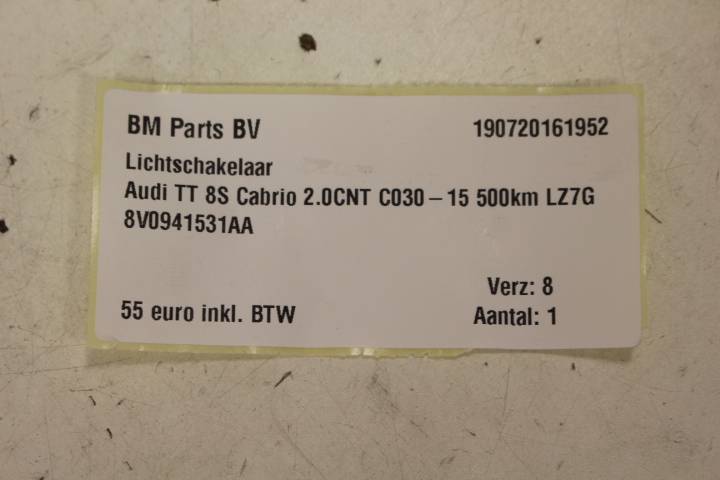 BM Parts BV 190720161952
Lichtschakelaar
Audi TT 8S Cabrio 2.0CNT C030 – 15 500km LZ7G
8V0941531AA
Verz: 8
55 euro inkl. BTW Aantal: 1